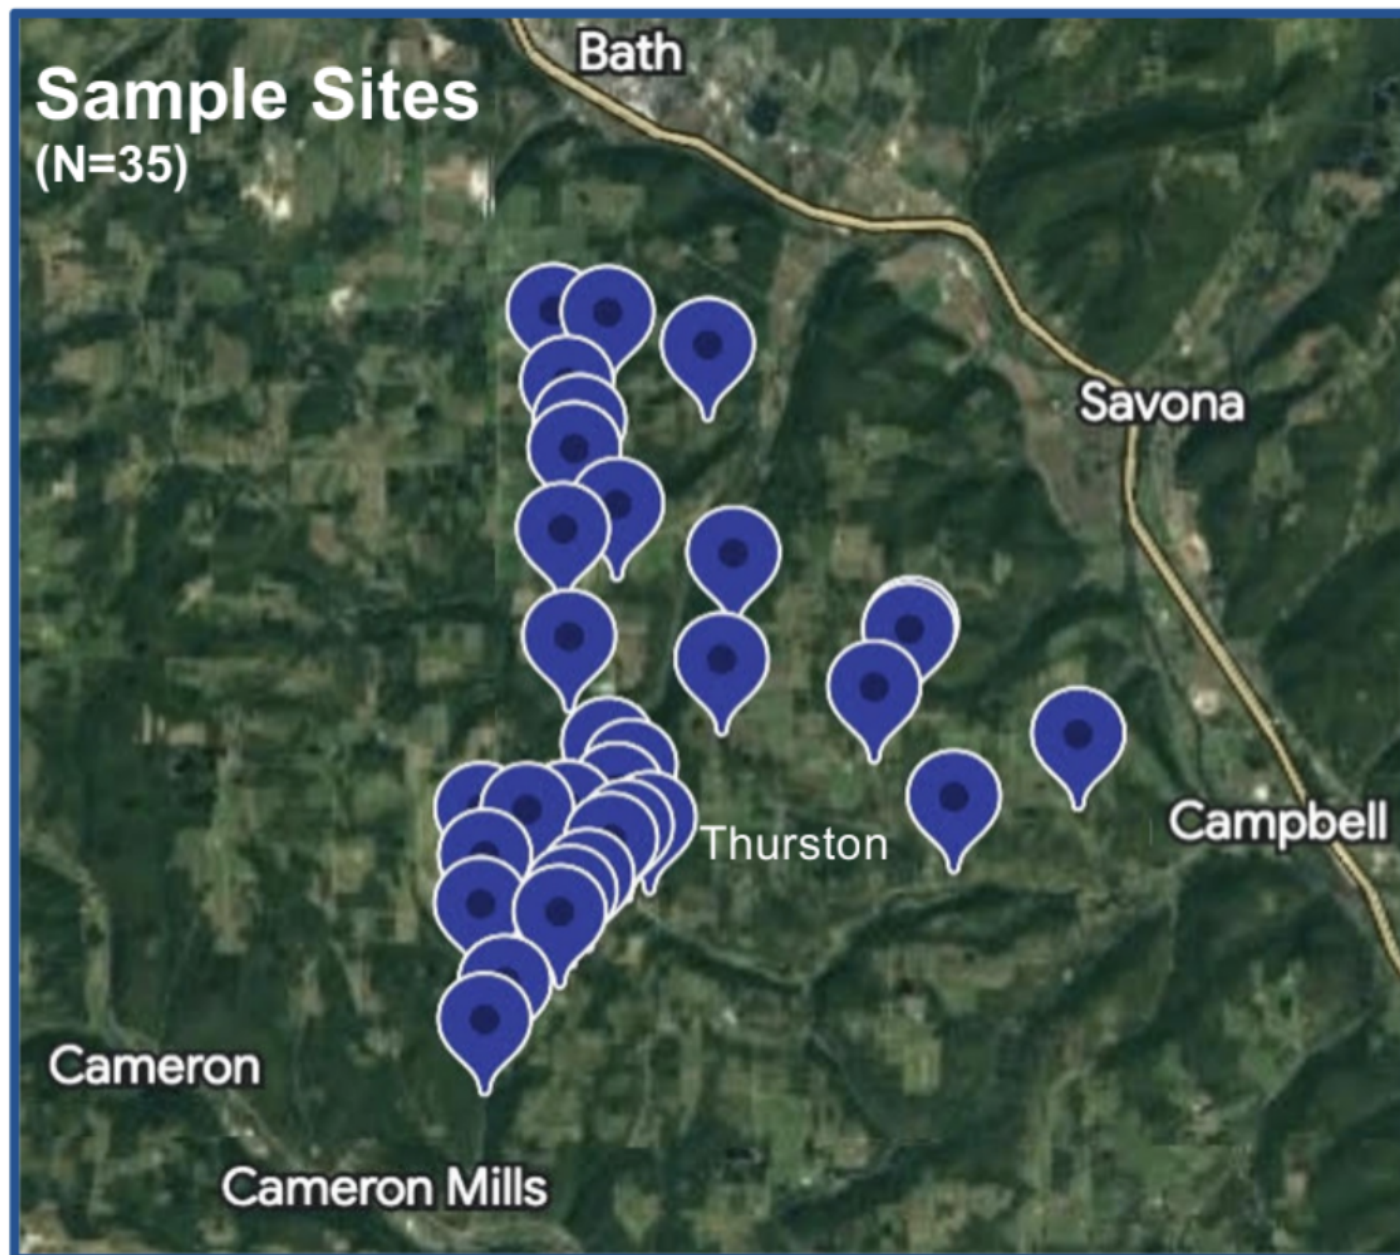 Bath
Sample Sites
(N=35)
Savona
Campbell
Thurston
Cameron
Cameron Mills